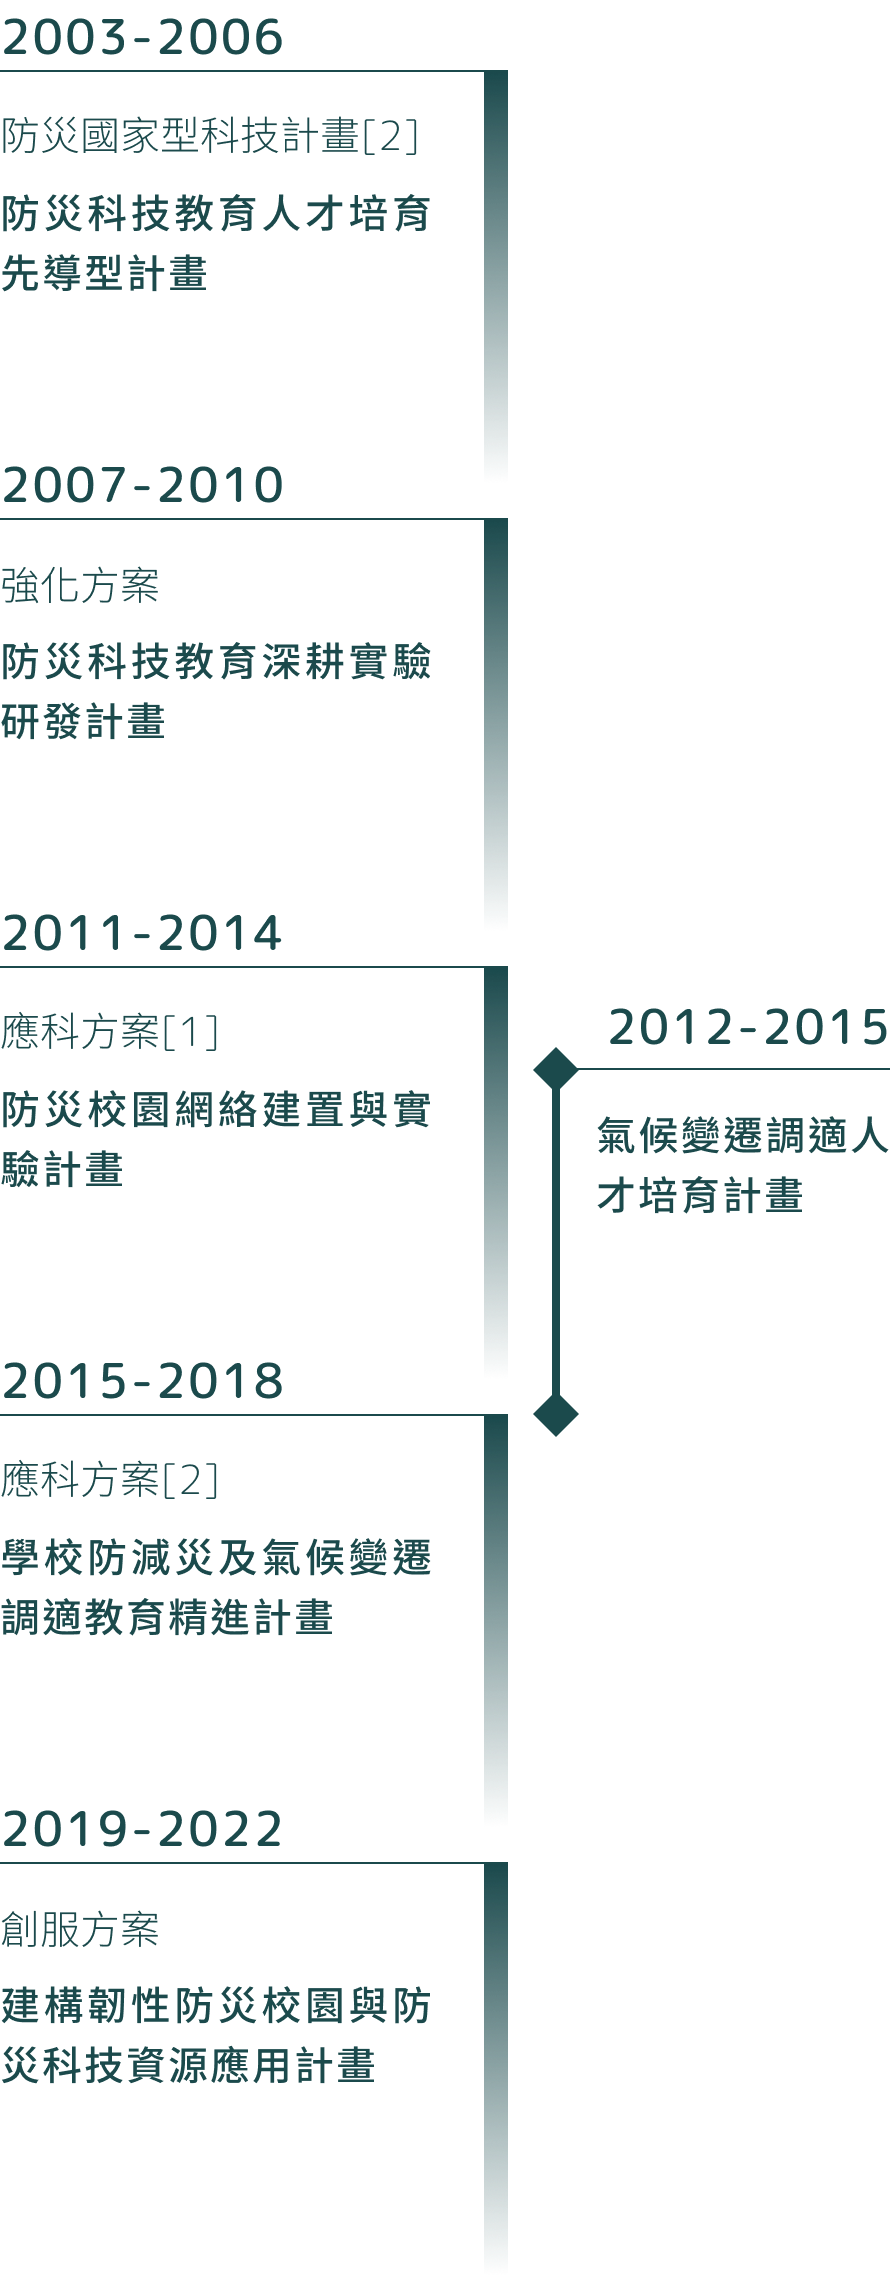 2003-2006
防災國家型科技計畫[2]
防災科技教育人才培育
先導型計畫
2007-2010
強化方案
防災科技教育深耕實驗
研發計畫
2011-2014
應科方案[1]
防災校園網絡建置與實
驗計畫
2012-2015
氣候變遷調適人
才培育計畫
2015-2018
應科方案[2]
學校防減災及氣候變遷
調適教育精進計畫
2019-2022
創服方案
建構韌性防災校園與防
災科技資源應用計畫